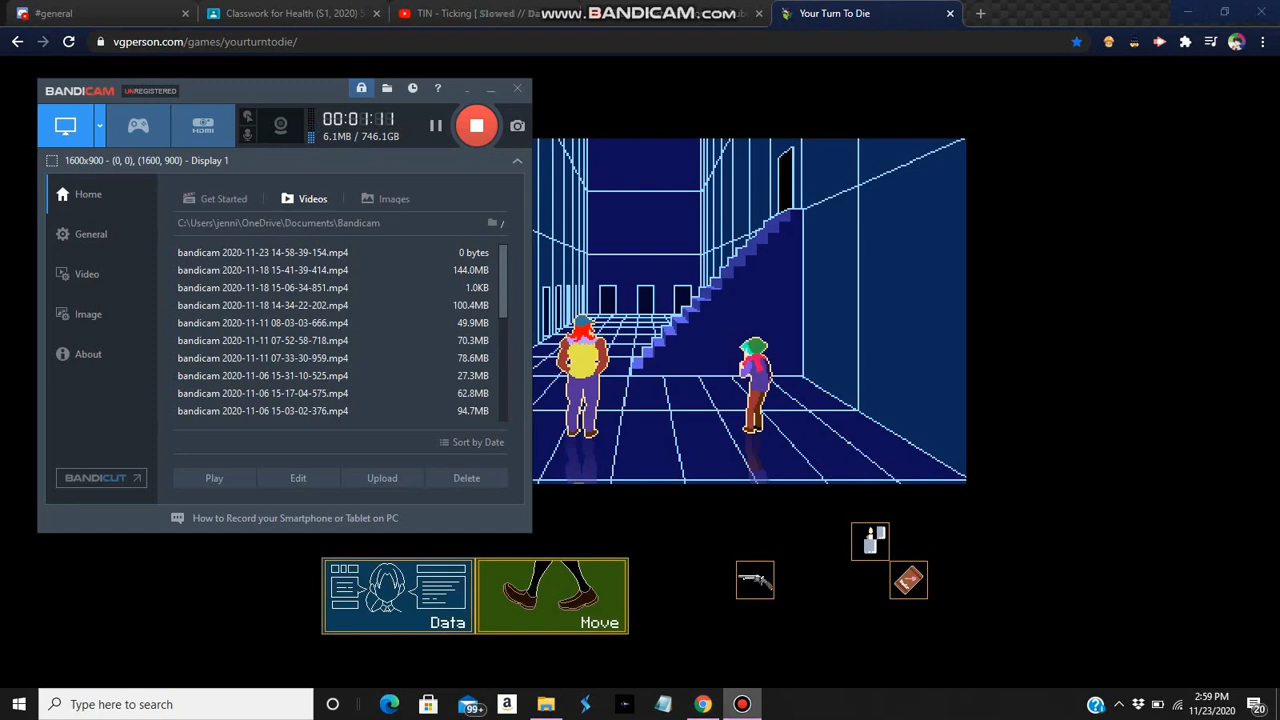 #general
Classwork for Health (S1, 2020) S
TIN - Ticking [ Slowed // Da
www.BANDICAM.com
Your Turn To Die
vgperson.com/games/yourturntodie/
BANDICAM UNREGISTERED
HDMI
00:01:11
6.1MB / 746.1GB
1600x900 - (0, 0), (1600, 900) - Display 1
Home
General
Video
Image
About
BANDICUT
Get Started
Videos
Images
C:\Users\jenni\OneDrive\Documents\Bandicam
bandicam 2020-11-23 14-58-39-154.mp4 0 bytes
bandicam 2020-11-18 15-41-39-414.mp4 144.0MB
bandicam 2020-11-18 15-06-34-851.mp4 1.0KB
bandicam 2020-11-18 14-34-22-202.mp4 100.4MB
bandicam 2020-11-11 08-03-03-666.mp4 49.9MB
bandicam 2020-11-11 07-52-58-718.mp4 70.3MB
bandicam 2020-11-11 07-33-30-959.mp4 78.6MB
bandicam 2020-11-06 15-31-10-525.mp4 27.3MB
bandicam 2020-11-06 15-17-04-575.mp4 62.8MB
bandicam 2020-11-06 15-03-02-376.mp4 94.7MB
Sort by Date
Play Edit Upload Delete
How to Record your Smartphone or Tablet on PC
Data
Move
Type here to search
99+
2:59 PM
11/23/2020
20